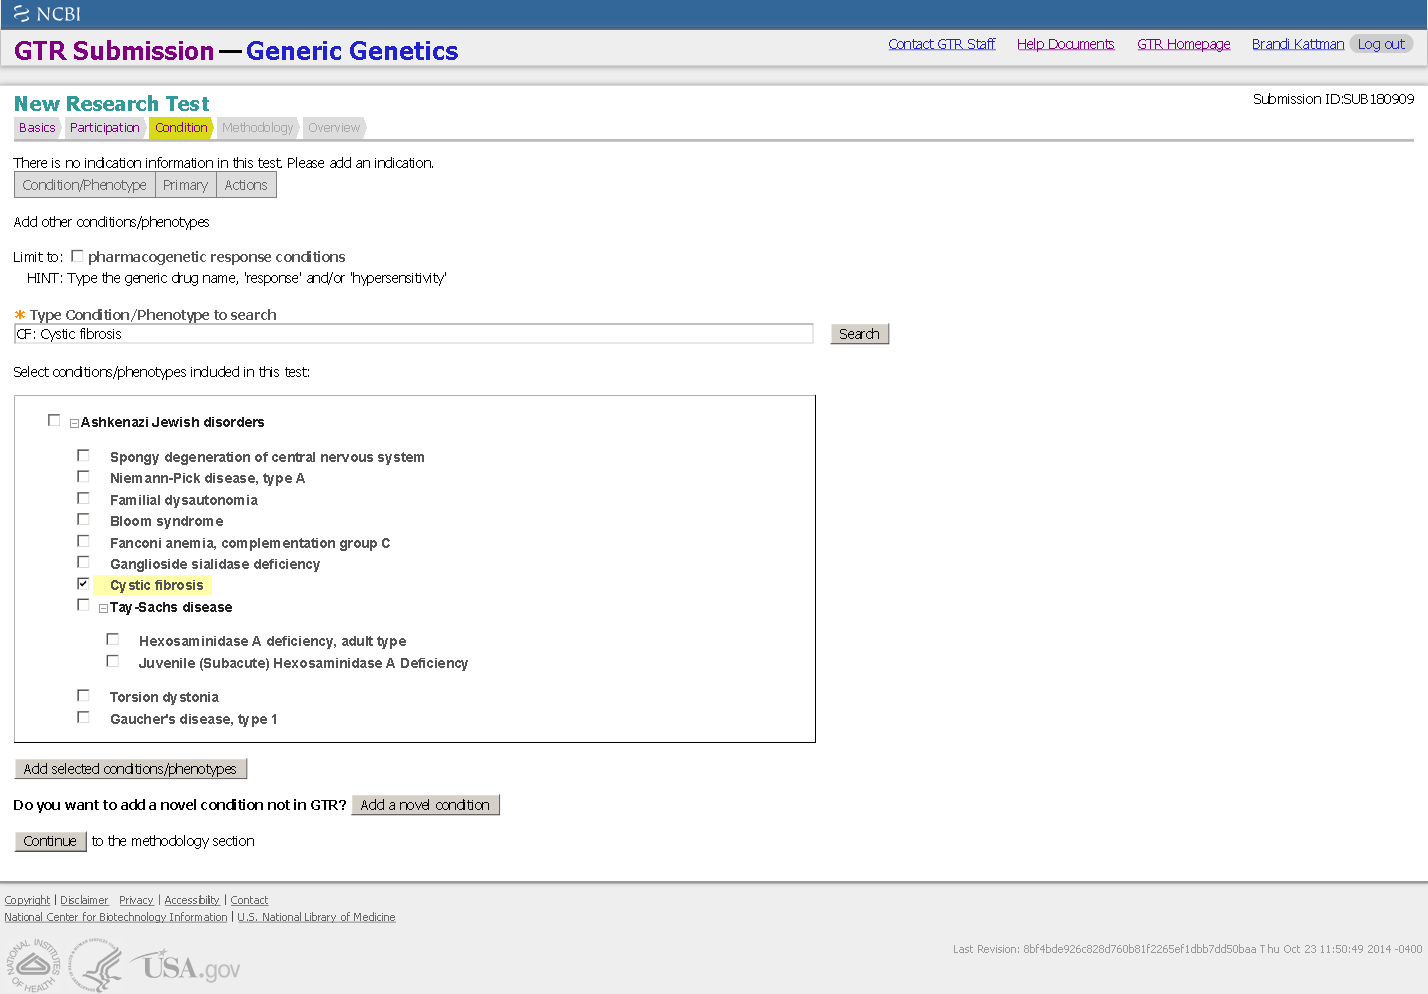 NCBI
GTR Submission — Generic Genetics
Contact GTR Staff Help Documents GTR Homepage Brandi Kattman Log out
New Research Test
Submission ID:SUB180909
Basics Participation Condition Methodology Overview
There is no indication information in this test. Please add an indication.
Condition/Phenotype Primary Actions
Add other conditions/phenotypes
Limit to: pharmacogenetic response conditions
HINT: Type the generic drug name, 'response' and/or 'hypersensitivity'
* Type Condition/Phenotype to search
CF: Cystic fibrosis Search
Select conditions/phenotypes included in this test:
Ashkenazi Jewish disorders
Spongy degeneration of central nervous system
Niemann-Pick disease, type A
Familial dysautonomia
Bloom syndrome
Fanconi anemia, complementation group C
Ganglioside sialidase deficiency
Cystic fibrosis
Tay-Sachs disease
Hexosaminidase A deficiency, adult type
Juvenile (Subacute) Hexosaminidase A Deficiency
Torsion dystonia
Gaucher's disease, type 1
Add selected conditions/phenotypes
Do you want to add a novel condition not in GTR? Add a novel condition
Continue to the methodology section
Copyright | Disclaimer Privacy | Accessibility | Contact
National Center for Biotechnology Information | U.S. National Library of Medicine
NATIONAL INSTITUTES OF HEALTH
USA.gov
Last Revision: 8bf4bde926c828d760b81f2265ef1dbb7dd50baa Thu Oct 23 11:50:49 2014 -0400